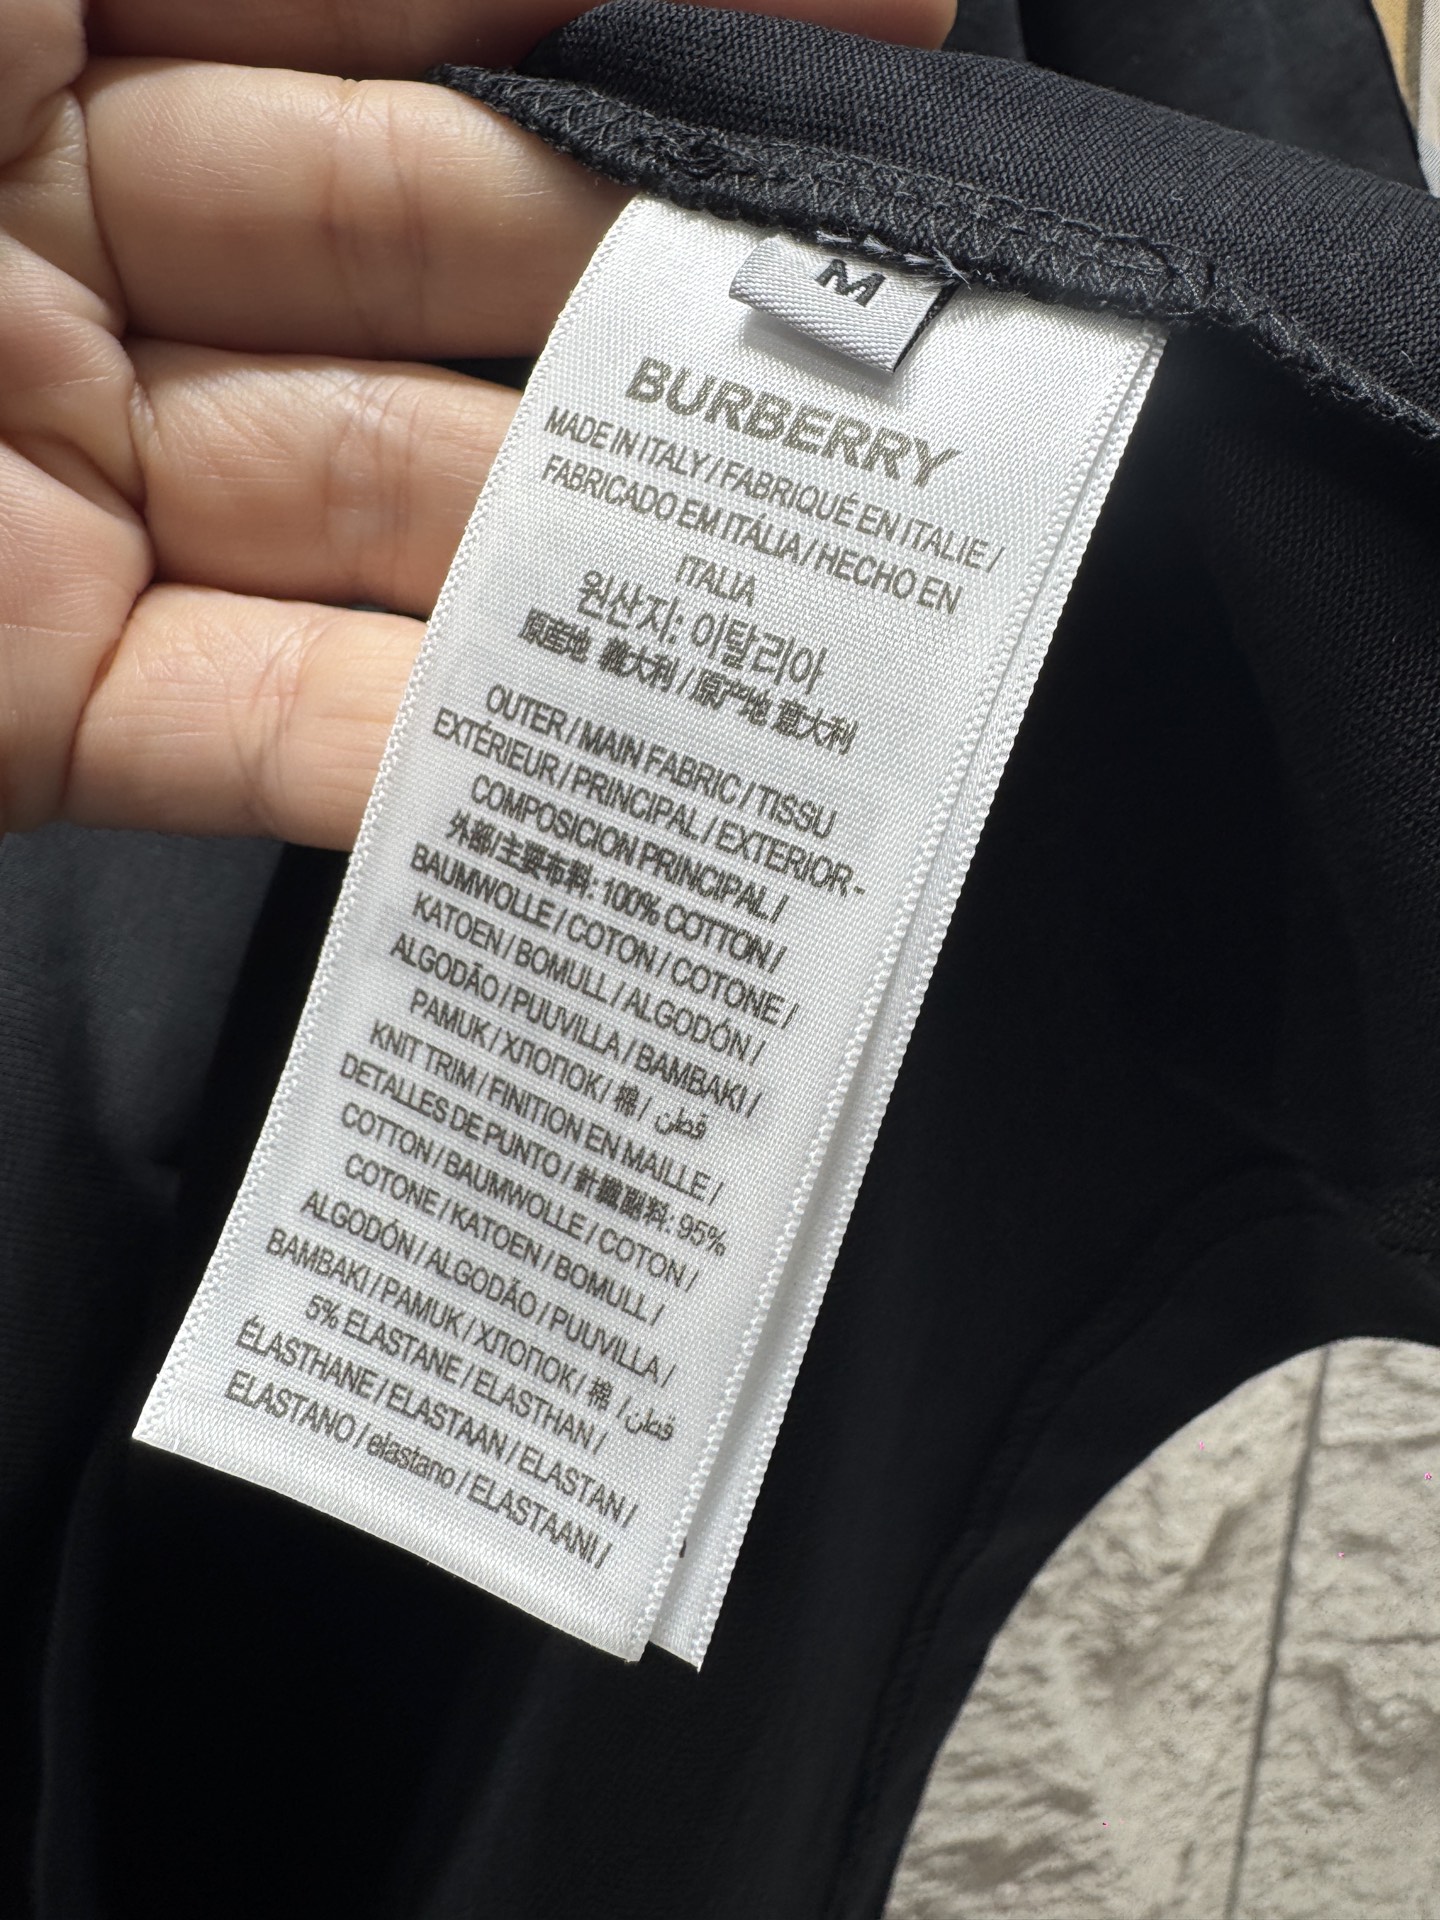 M
BURBERRY
MADE IN ITALY / FABRIQUÉ EN ITALIE /
FABRICADO EM ITÁLIA / HECHO EN
ITALIA
원산지: 이탈리아
原産地 義大利 / 原产地 意大利
OUTER / MAIN FABRIC / TISSU
EXTÉRIEUR / PRINCIPAL / EXTERIOR -
COMPOSICION PRINCIPAL /
外部/主要布料: 100% COTTON /
BAUMWOLLE / COTON / COTONE /
KATOEN / BOMULL / ALGODÓN /
ALGODÃO / PUUVILLA / BAMBAKI /
PAMUK / ХЛОПОК / 棉 / قطن
KNIT TRIM / FINITION EN MAILLE /
DETALLES DE PUNTO / 針織副料: 95%
COTTON / BAUMWOLLE / COTON /
COTONE / KATOEN / BOMULL /
ALGODÓN / ALGODÃO / PUUVILLA /
BAMBAKI / PAMUK / ХЛОПОК / 棉 / قطن
5% ELASTANE / ELASTHAN /
ÉLASTHANE / ELASTAAN / ELASTAN /
ELASTANO / elastano / ELASTAANI /